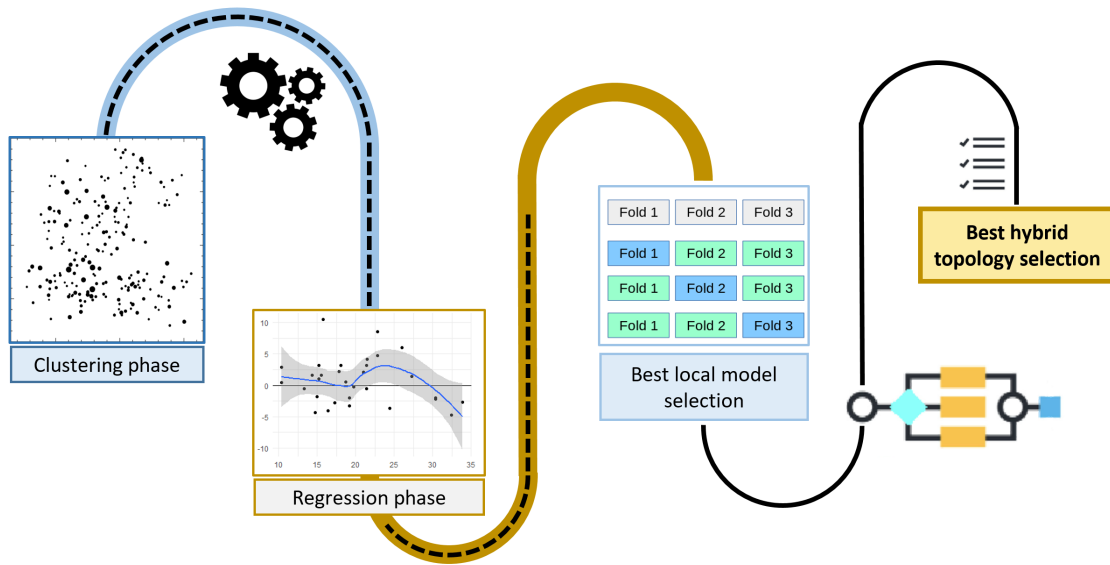 Clustering phase
10
5
0
-5
-10
10
15
20
25
30
35
Regression phase
Fold 1 Fold 2 Fold 3
Fold 1 Fold 2 Fold 3
Fold 1 Fold 2 Fold 3
Fold 1 Fold 2 Fold 3
Best local model
selection
Best hybrid
topology selection